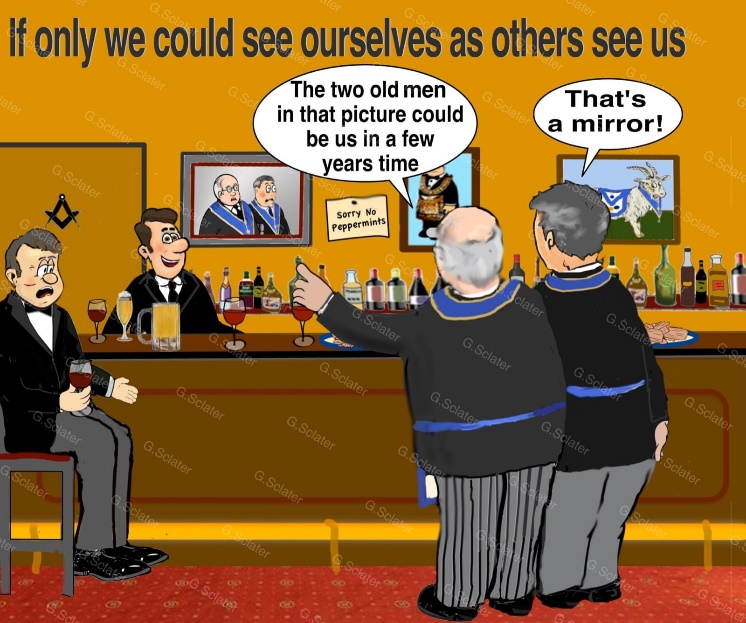 If only we could see ourselves as others see us
The two old men
in that picture could
be us in a few
years time
That's
a mirror!
Sorry No
Peppermints
G.Sclater